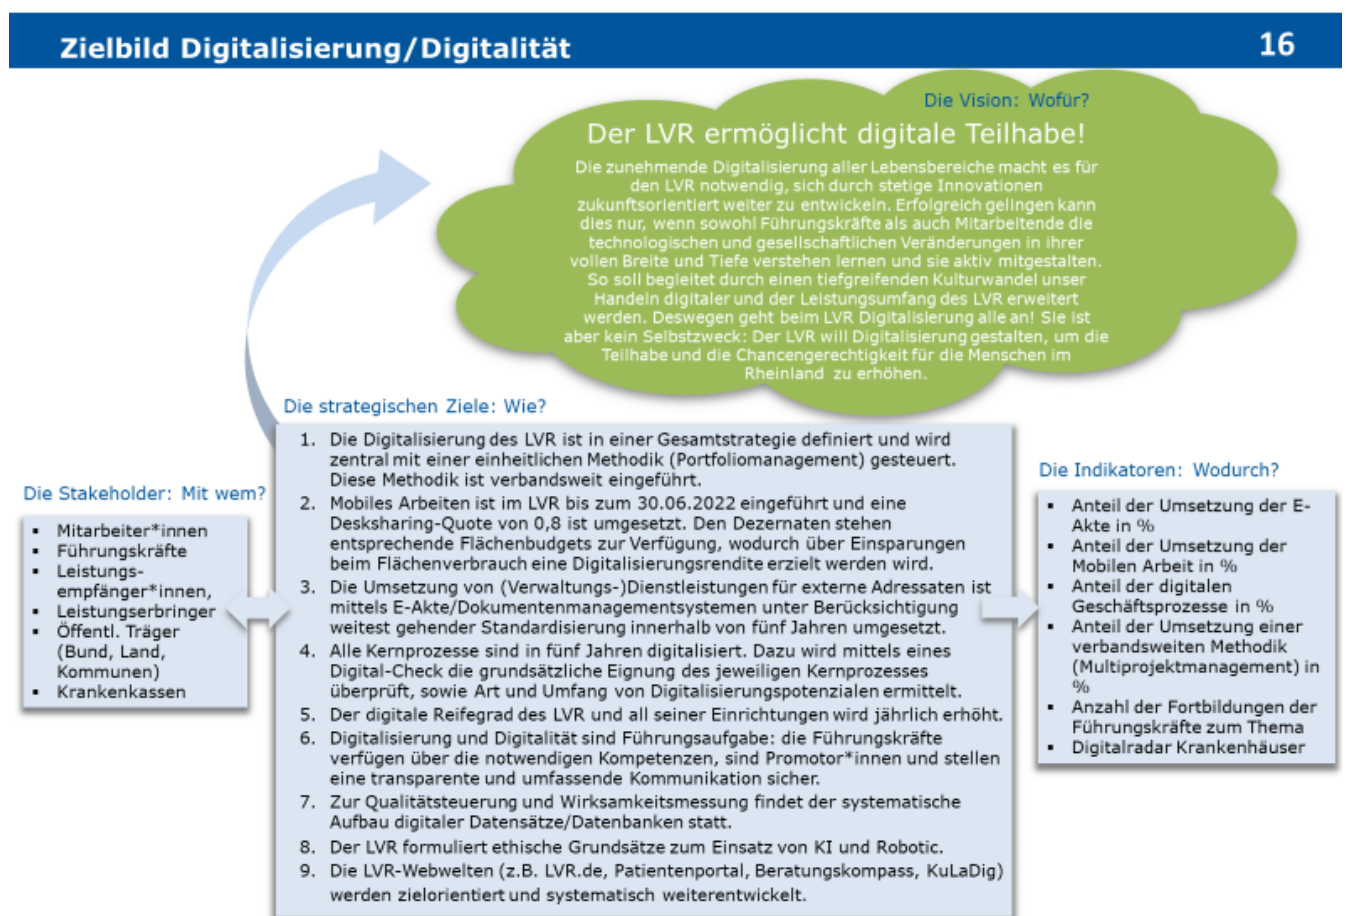 Zielbild Digitalisierung/Digitalität
16
Die Vision: Wofür?
Der LVR ermöglicht digitale Teilhabe!
Die zunehmende Digitalisierung aller Lebensbereiche macht es für
den LVR notwendig, sich durch stetige Innovationen
zukunftsorientiert weiter zu entwickeln. Erfolgreich gelingen kann
dies nur, wenn sowohl Führungskräfte als auch Mitarbeitende die
technologischen und gesellschaftlichen Veränderungen in ihrer
vollen Breite und Tiefe verstehen lernen und sie aktiv mitgestalten.
So soll begleitet durch einen tiefgreifenden Kulturwandel unser
Handeln digitaler und der Leistungsumfang des LVR erweitert
werden. Deswegen geht beim LVR Digitalisierung alle an! Sie ist
aber kein Selbstzweck: Der LVR will Digitalisierung gestalten, um die
Teilhabe und die Chancengerechtigkeit für die Menschen im
Rheinland zu erhöhen.
Die Stakeholder: Mit wem?
▪ Mitarbeiter*innen
▪ Führungskräfte
▪ Leistungs-
empfänger*innen,
▪ Leistungserbringer
▪ Öffentl. Träger
(Bund, Land,
Kommunen)
▪ Krankenkassen
Die strategischen Ziele: Wie?
1. Die Digitalisierung des LVR ist in einer Gesamtstrategie definiert und wird
zentral mit einer einheitlichen Methodik (Portfoliomanagement) gesteuert.
Diese Methodik ist verbandsweit eingeführt.
2. Mobiles Arbeiten ist im LVR bis zum 30.06.2022 eingeführt und eine
Desksharing-Quote von 0,8 ist umgesetzt. Den Dezernaten stehen
entsprechende Flächenbudgets zur Verfügung, wodurch über Einsparungen
beim Flächenverbrauch eine Digitalisierungsrendite erzielt werden wird.
3. Die Umsetzung von (Verwaltungs-)Dienstleistungen für externe Adressaten ist
mittels E-Akte/Dokumentenmanagementsystemen unter Berücksichtigung
weitest gehender Standardisierung innerhalb von fünf Jahren umgesetzt.
4. Alle Kernprozesse sind in fünf Jahren digitalisiert. Dazu wird mittels eines
Digital-Check die grundsätzliche Eignung des jeweiligen Kernprozesses
überprüft, sowie Art und Umfang von Digitalisierungspotenzialen ermittelt.
5. Der digitale Reifegrad des LVR und all seiner Einrichtungen wird jährlich erhöht.
6. Digitalisierung und Digitalität sind Führungsaufgabe: die Führungskräfte
verfügen über die notwendigen Kompetenzen, sind Promotor*innen und stellen
eine transparente und umfassende Kommunikation sicher.
7. Zur Qualitätsteuerung und Wirksamkeitsmessung findet der systematische
Aufbau digitaler Datensätze/Datenbanken statt.
8. Der LVR formuliert ethische Grundsätze zum Einsatz von KI und Robotic.
9. Die LVR-Webwelten (z.B. LVR.de, Patientenportal, Beratungskompass, KuLaDig)
werden zielorientiert und systematisch weiterentwickelt.
Die Indikatoren: Wodurch?
▪ Anteil der Umsetzung der E-
Akte in %
▪ Anteil der Umsetzung der
Mobilen Arbeit in %
▪ Anteil der digitalen
Geschäftsprozesse in %
▪ Anteil der Umsetzung einer
verbandsweiten Methodik
(Multiprojektmanagement) in
%
▪ Anzahl der Fortbildungen der
Führungskräfte zum Thema
▪ Digitalradar Krankenhäuser